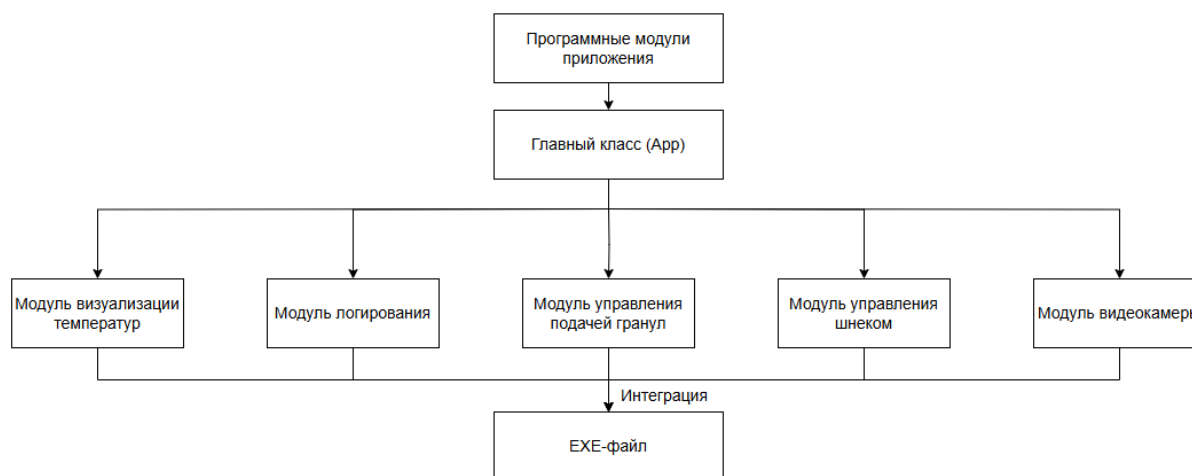 Программные модули
приложения
Главный класс (App)
Модуль визуализации
температур
Модуль логирования
Модуль управления
подачей гранул
Модуль управления
шнеком
Модуль видеокамеры
Интеграция
EXE-файл